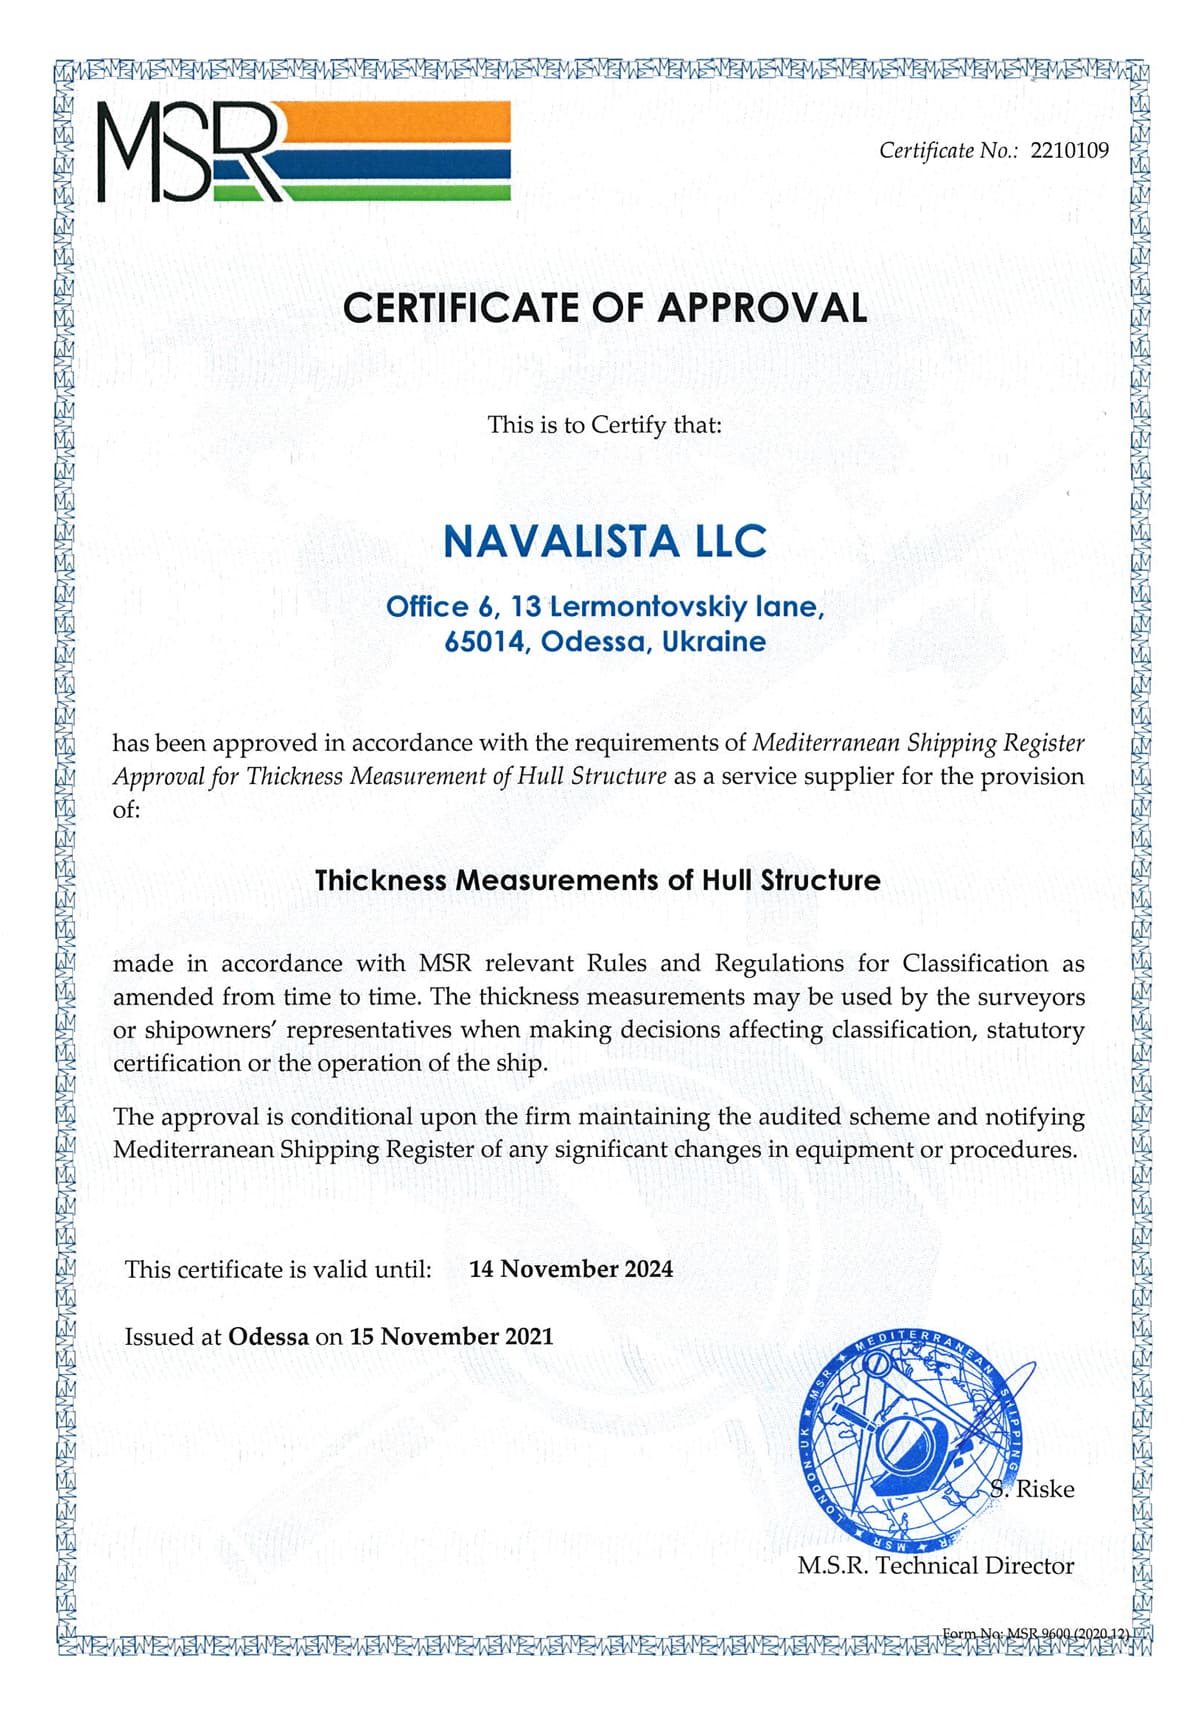 MSR
Certificate No.: 2210109
CERTIFICATE OF APPROVAL
This is to Certify that:
NAVALISTA LLC
Office 6, 13 Lermontovskiy lane,
65014, Odessa, Ukraine
has been approved in accordance with the requirements of Mediterranean Shipping Register
Approval for Thickness Measurement of Hull Structure as a service supplier for the provision
of:
Thickness Measurements of Hull Structure
made in accordance with MSR relevant Rules and Regulations for Classification as
amended from time to time. The thickness measurements may be used by the surveyors
or shipowners’ representatives when making decisions affecting classification, statutory
certification or the operation of the ship.
The approval is conditional upon the firm maintaining the audited scheme and notifying
Mediterranean Shipping Register of any significant changes in equipment or procedures.
This certificate is valid until: 14 November 2024
Issued at Odessa on 15 November 2021
LONDON-UK ★ MSR ★ MEDITERRANEAN SHIPPING
MSR
S. Riske
M.S.R. Technical Director
Form No: MSR 9600 (2020.12)